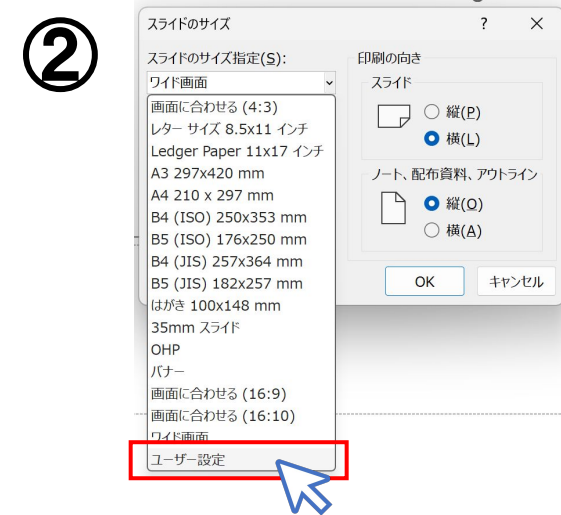 ②
スライドのサイズ ? ×
スライドのサイズ指定(S):
ワイド画面
画面に合わせる (4:3)
レター サイズ 8.5x11 インチ
Ledger Paper 11x17 インチ
A3 297x420 mm
A4 210 x 297 mm
B4 (ISO) 250x353 mm
B5 (ISO) 176x250 mm
B4 (JIS) 257x364 mm
B5 (JIS) 182x257 mm
はがき 100x148 mm
35mm スライド
OHP
バナー
画面に合わせる (16:9)
画面に合わせる (16:10)
ワイド画面
ユーザー設定
印刷の向き
スライド
縦(P)
横(L)
ノート、配布資料、アウトライン
縦(O)
横(A)
OK キャンセル